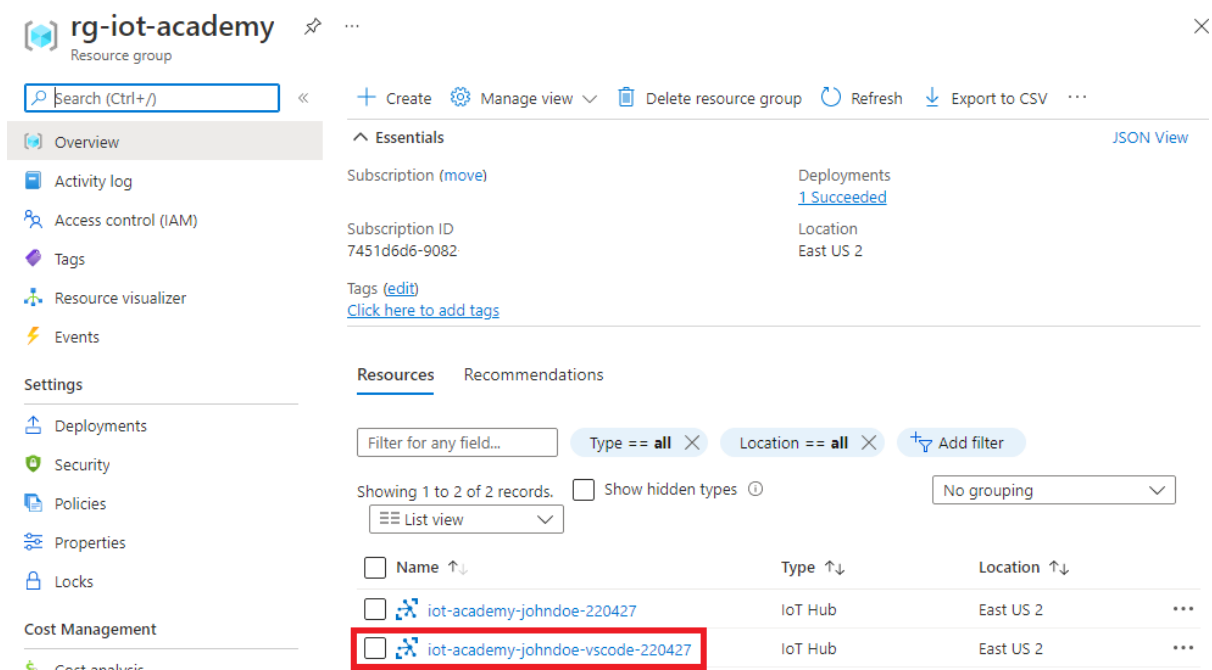 rg-iot-academy
Resource group
Search (Ctrl+/)
Overview
Activity log
Access control (IAM)
Tags
Resource visualizer
Events
Settings
Deployments
Security
Policies
Properties
Locks
Cost Management
Cost analysis
Create Manage view Delete resource group Refresh Export to CSV
Essentials JSON View
Subscription (move)
Deployments
1 Succeeded
Subscription ID
7451d6d6-9082
Location
East US 2
Tags (edit)
Click here to add tags
Resources Recommendations
Filter for any field... Type == all Location == all Add filter
Showing 1 to 2 of 2 records. Show hidden types No grouping
List view
Name Type Location
iot-academy-johndoe-220427 IoT Hub East US 2
iot-academy-johndoe-vscode-220427 IoT Hub East US 2